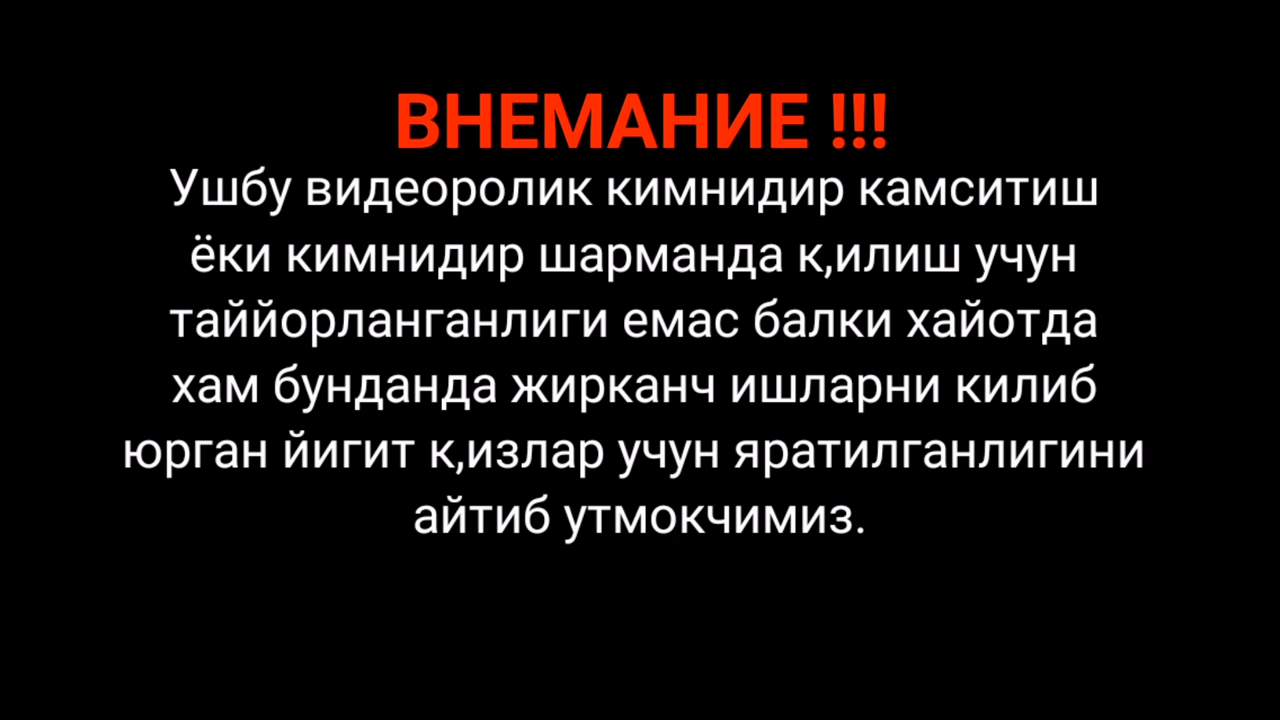 ВНЕМАНИЕ !!!
Ушбу видеоролик кимнидир камситиш
ёки кимнидир шарманда к,илиш учун
таййорланганлиги емас балки хайотда
хам бунданда жирканч ишларни килиб
юрган йигит к,излар учун яратилганлигини
айтиб утмокчимиз.